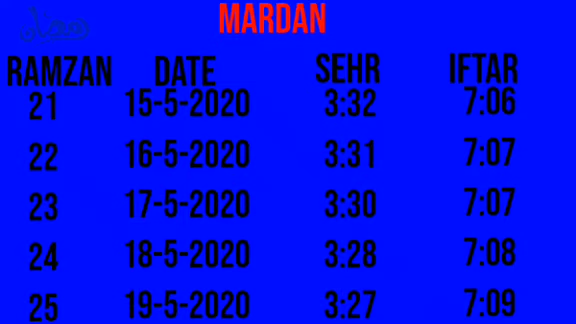 MARDAN
RAMZAN DATE SEHR IFTAR
21 15-5-2020 3:32 7:06
22 16-5-2020 3:31 7:07
23 17-5-2020 3:30 7:07
24 18-5-2020 3:28 7:08
25 19-5-2020 3:27 7:09